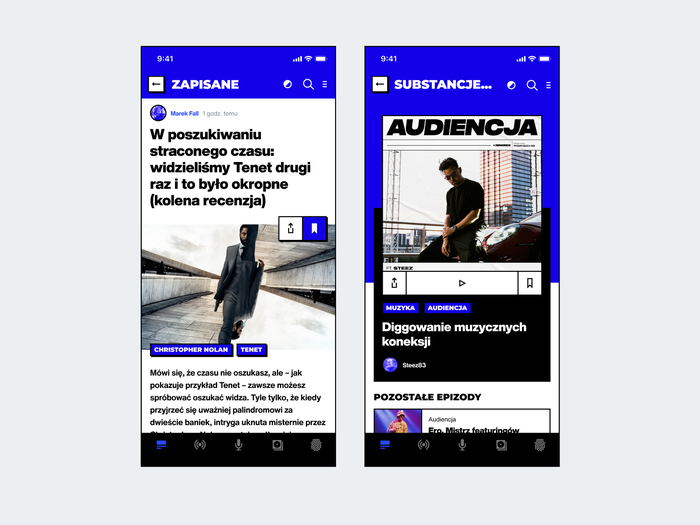 9:41
ZAPISANE
Marek Fall 1 godz. temu
W poszukiwaniu
straconego czasu:
widzieliśmy Tenet drugi
raz i to było okropne
(kolena recenzja)
CHRISTOPHER NOLAN TENET
Mówi się, że czasu nie oszukasz, ale – jak
pokazuje przykład Tenet – zawsze możesz
spróbować oszukać widza. Tyle tylko, że kiedy
przyjrzeć się uważniej palindromowi za
dwieście baniek, intryga uknuta misternie przez
9:41
SUBSTANCJE...
AUDIENCJA
FT. STEEZ
MUZYKA AUDIENCJA
Diggowanie muzycznych
koneksji
Steez83
POZOSTAŁE EPIZODY
Audiencja
Ero. Mistrz featuringów